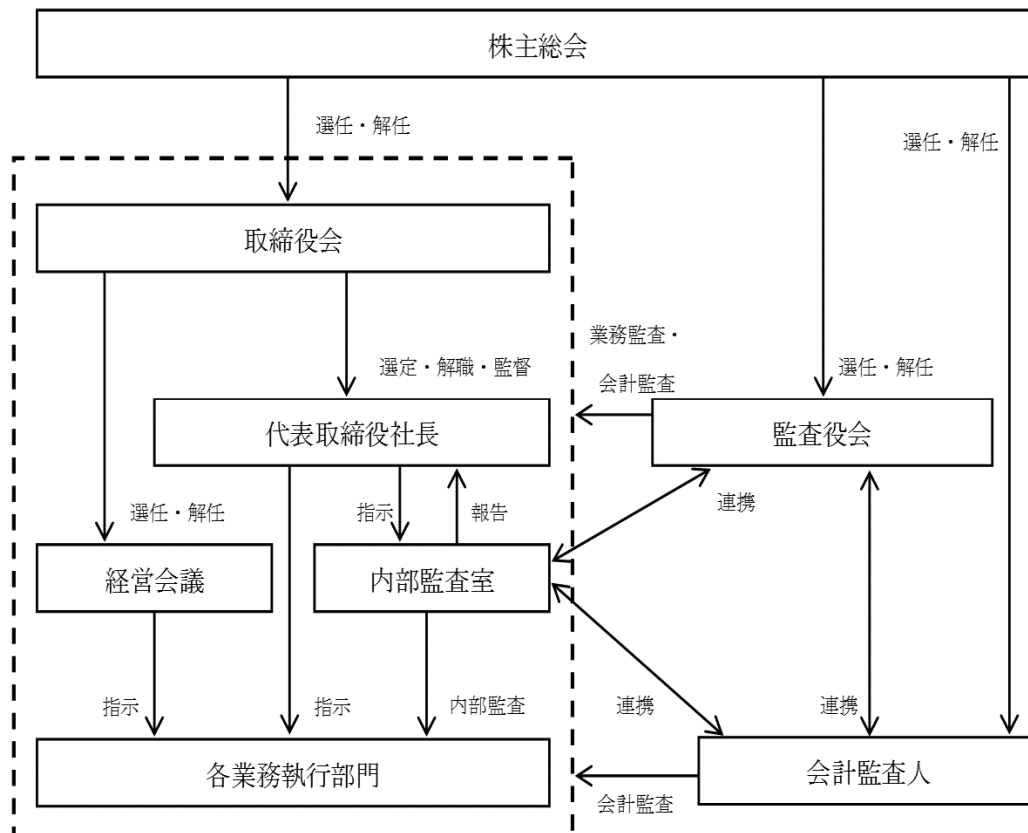 株主総会
選任・解任
選任・解任
取締役会
業務監査・
会計監査
選定・解職・監督
選任・解任
代表取締役社長
監査役会
選任・解任
指示
報告
連携
経営会議
内部監査室
指示
指示
内部監査
連携
連携
各業務執行部門
会計監査人
会計監査